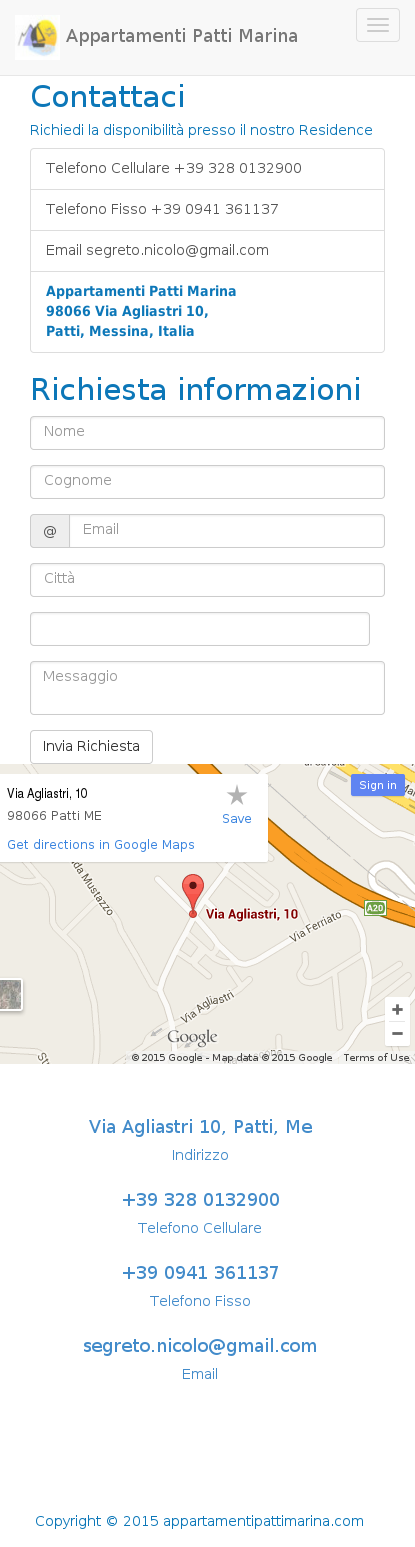 Appartamenti Patti Marina
Contattaci
Richiedi la disponibilità presso il nostro Residence
Telefono Cellulare +39 328 0132900
Telefono Fisso +39 0941 361137
Email segreto.nicolo@gmail.com
Appartamenti Patti Marina
98066 Via Agliastri 10,
Patti, Messina, Italia
Richiesta informazioni
Nome
Cognome
@ Email
Città
Messaggio
Invia Richiesta
Via Agliastri, 10
98066 Patti ME
Save
Get directions in Google Maps
Sign in
Mustazzo
A20
Via Agliastri, 10
Via Ferriato
Via Agliastri
+
−
Google
© 2015 Google - Map data © 2015 Google Terms of Use
Via Agliastri 10, Patti, Me
Indirizzo
+39 328 0132900
Telefono Cellulare
+39 0941 361137
Telefono Fisso
segreto.nicolo@gmail.com
Email
Copyright © 2015 appartamentipattimarina.com